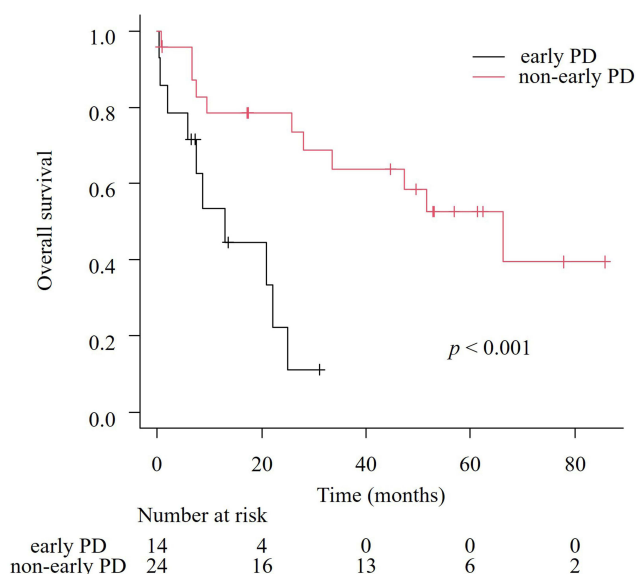 1.0
0.8
0.6
0.4
0.2
0.0
Overall survival
early PD
non-early PD
p < 0.001
0 20 40 60 80
Time (months)
Number at risk
early PD 14 4 0 0 0
non-early PD 24 16 13 6 2